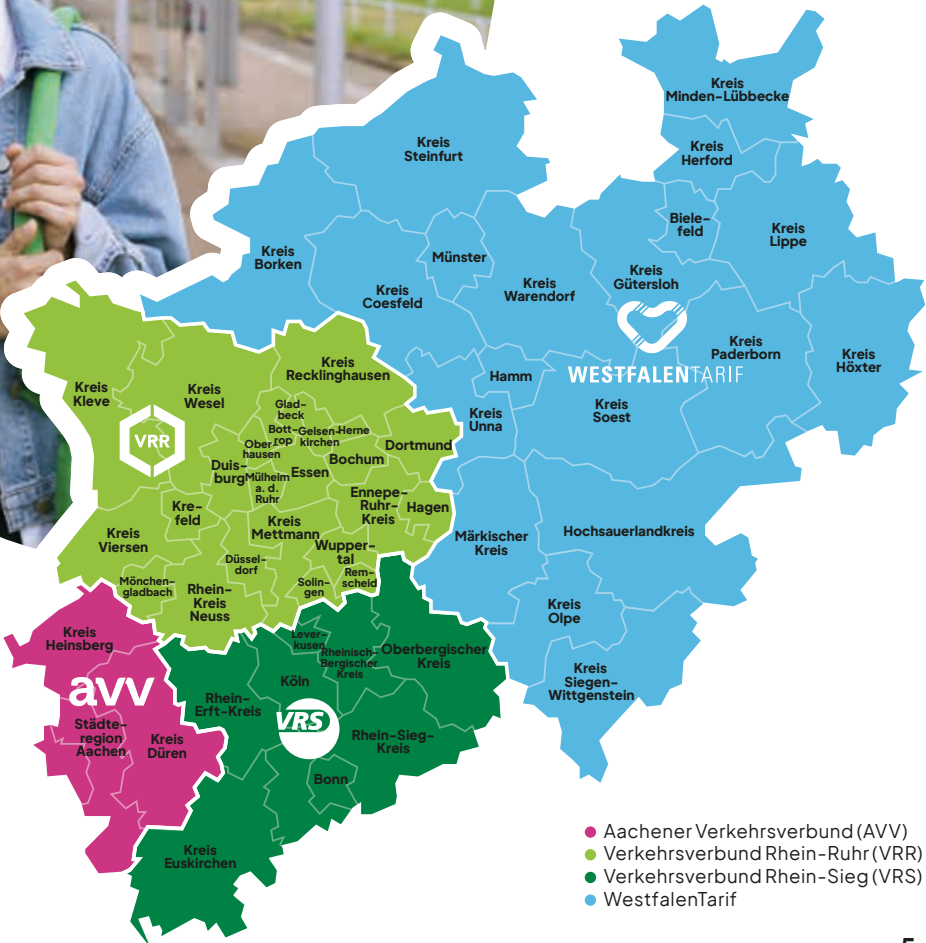 Kreis
Minden-Lübbecke
Kreis
Steinfurt
Kreis
Herford
Biele-
feld
Kreis
Lippe
Kreis
Borken
Münster
Kreis
Gütersloh
Kreis
Warendorf
Kreis
Coesfeld
WESTFALENTARIF
Kreis
Paderborn
Kreis
Höxter
Hamm
Kreis
Unna
Kreis
Soest
Kreis
Recklinghausen
Kreis
Kleve
Kreis
Wesel
VRR
Glad-
beck
Bott-
rop
Gelsen-
kirchen
Herne
Ober
hausen
Dortmund
Bochum
Duis-
burg
Mülheim
a. d.
Ruhr
Essen
Ennepe-
Ruhr-
Kreis
Hagen
Kre-
feld
Kreis
Mettmann
Kreis
Viersen
Wupper-
tal
Düssel-
dorf
Rem-
scheid
Solin-
gen
Mönchen-
gladbach
Rhein-
Kreis
Neuss
Märkischer
Kreis
Hochsauerlandkreis
Kreis
Olpe
Kreis
Siegen-
Wittgenstein
Kreis
Heinsberg
avv
Städte-
region
Aachen
Kreis
Düren
Lever-
kusen
Rheinisch-
Bergischer
Kreis
Oberbergischer
Kreis
Köln
Rhein-
Erft-Kreis
VRS
Rhein-Sieg-
Kreis
Bonn
Kreis
Euskirchen
Aachener Verkehrsverbund (AVV)
Verkehrsverbund Rhein-Ruhr (VRR)
Verkehrsverbund Rhein-Sieg (VRS)
WestfalenTarif